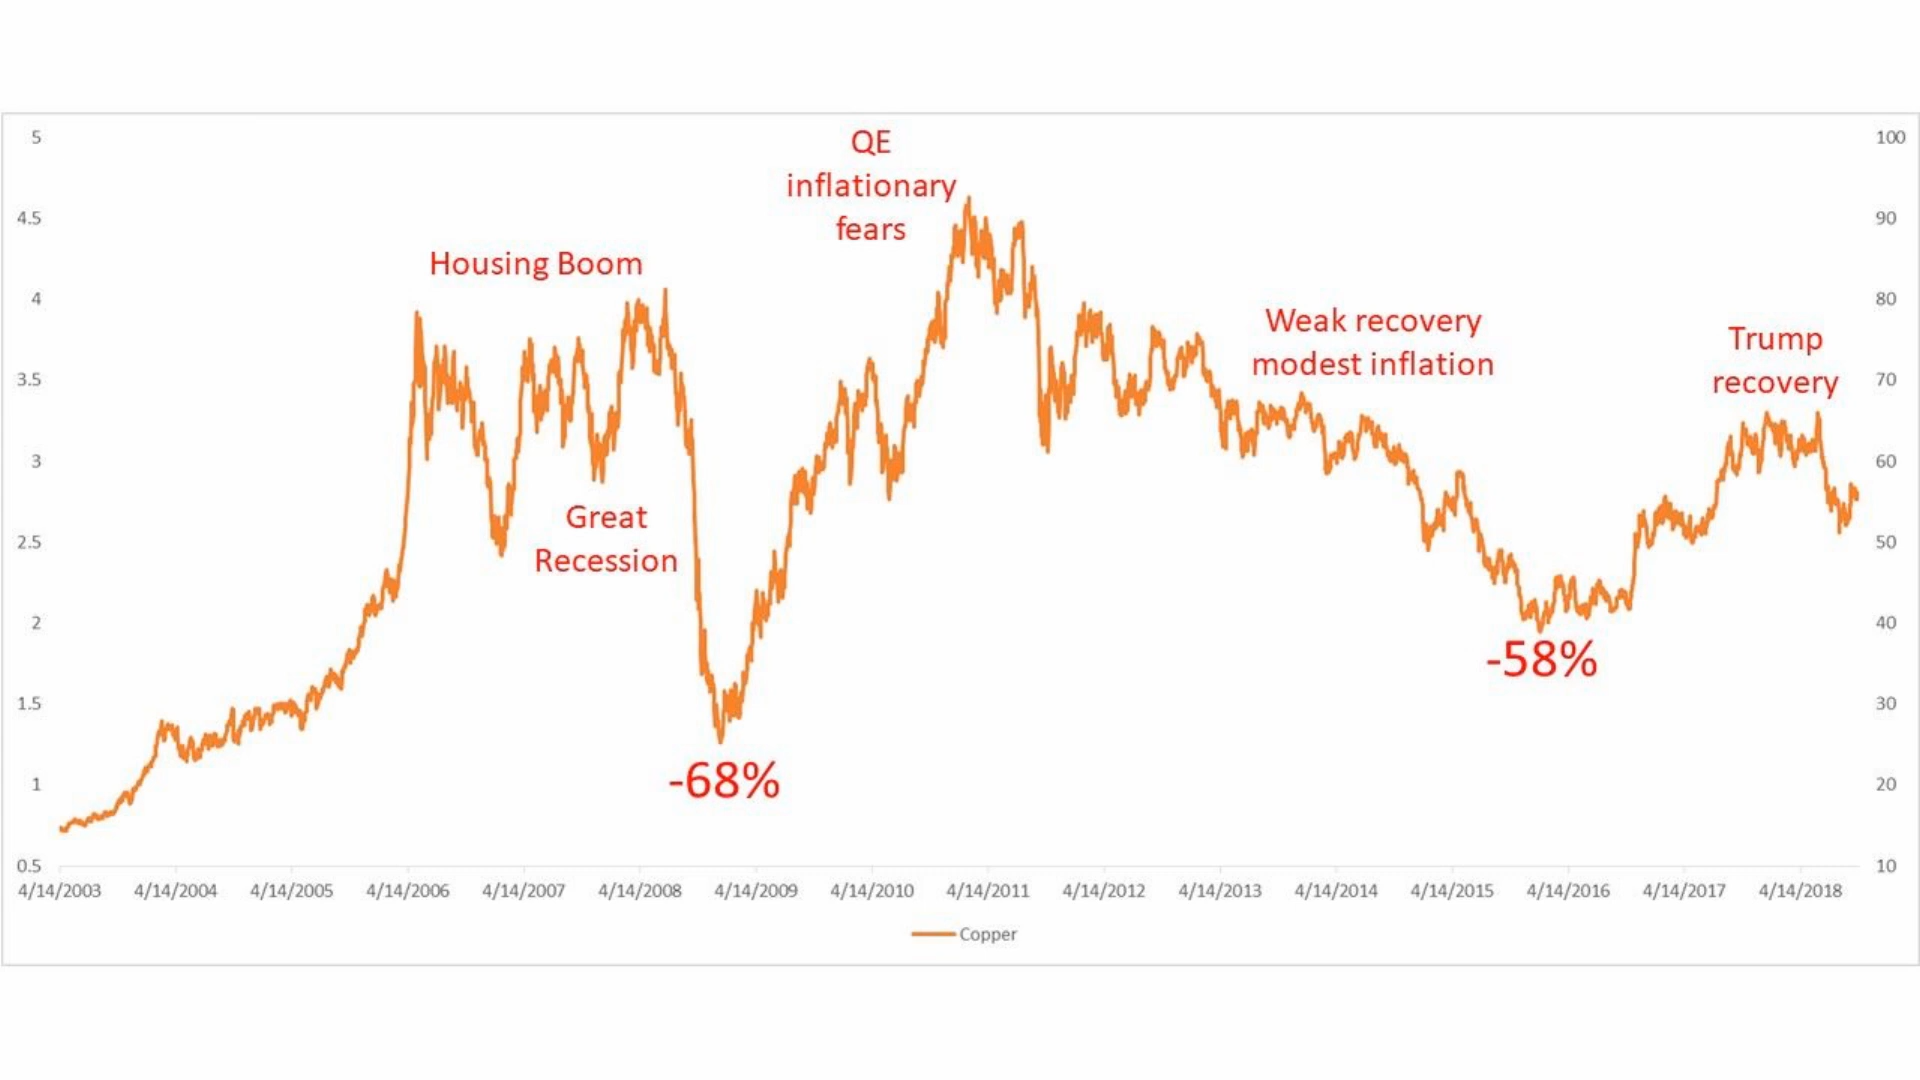 QE
inflationary
fears
Housing Boom
Weak recovery
modest inflation
Trump
recovery
Great
Recession
-58%
-68%
5
4.5
4
3.5
3
2.5
2
1.5
1
0.5
100
90
80
70
60
50
40
30
20
10
4/14/2003 4/14/2004 4/14/2005 4/14/2006 4/14/2007 4/14/2008 4/14/2009 4/14/2010 4/14/2011 4/14/2012 4/14/2013 4/14/2014 4/14/2015 4/14/2016 4/14/2017 4/14/2018
Copper